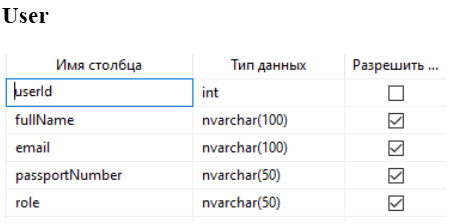 User
Имя столбца Тип данных Разрешить ...
userId int
fullName nvarchar(100)
email nvarchar(100)
passportNumber nvarchar(50)
role nvarchar(50)